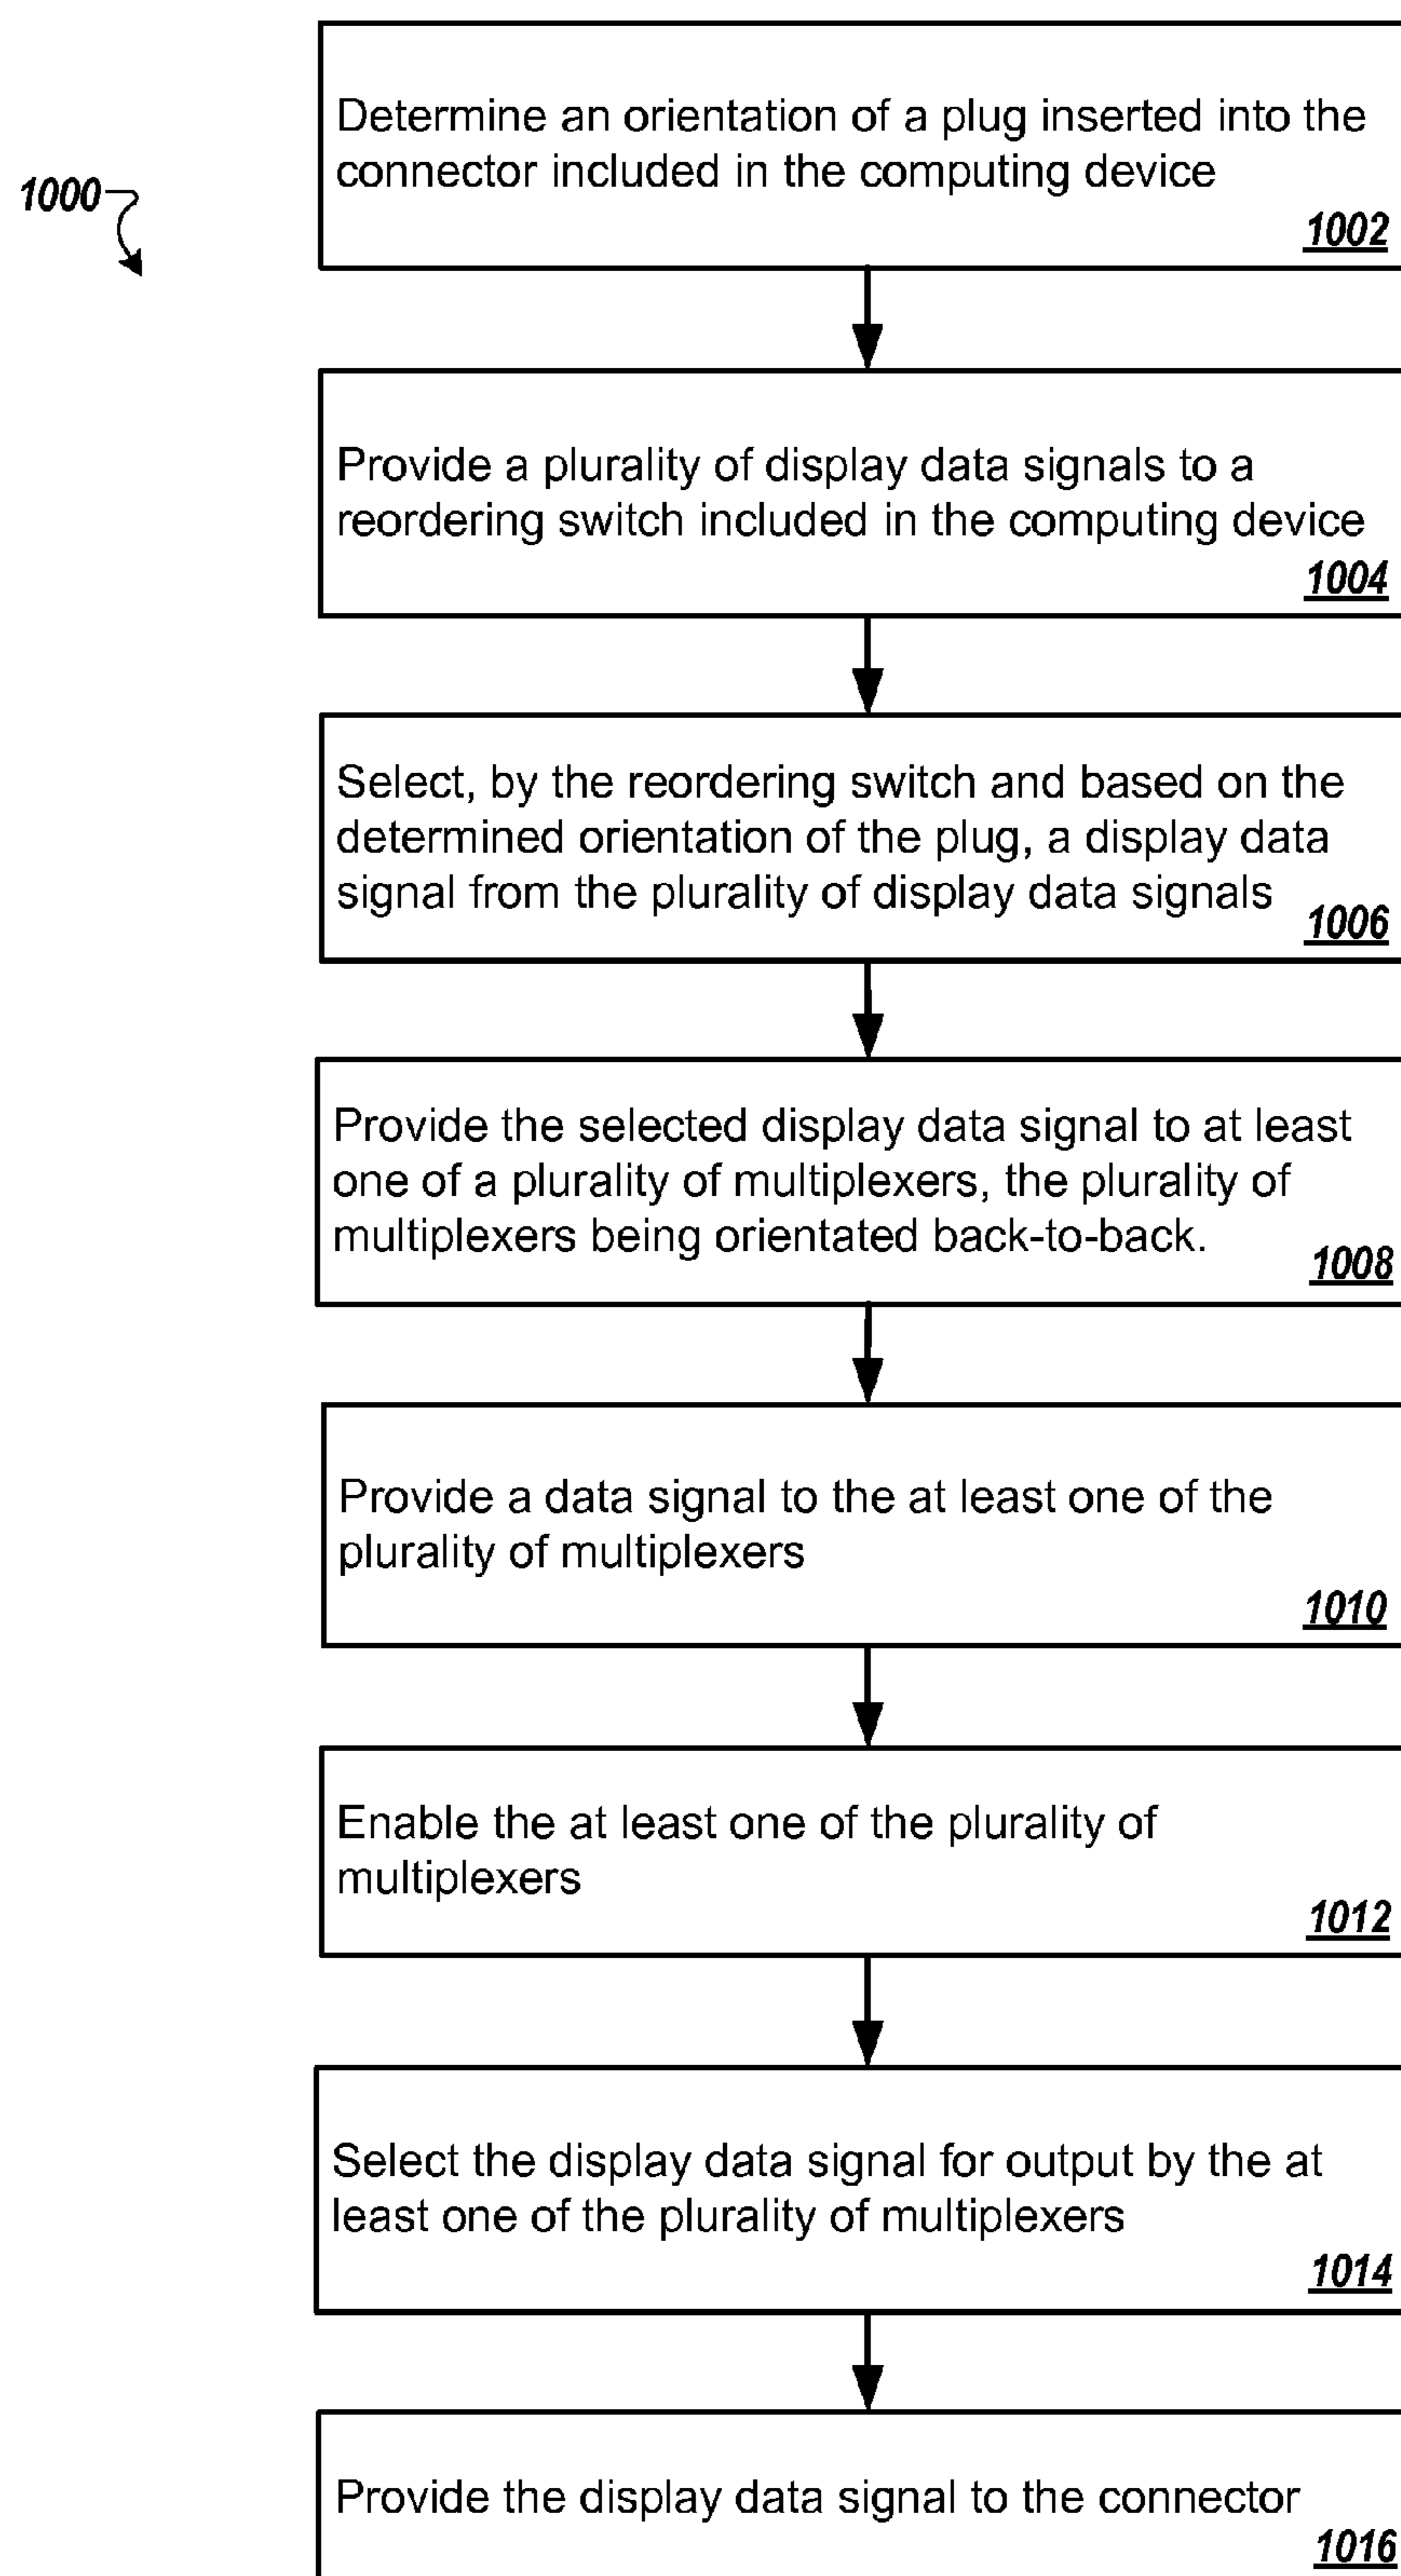 Determine an orientation of a plug inserted into the
connector included in the computing device
1002
1000
Provide a plurality of display data signals to a
reordering switch included in the computing device
1004
Select, by the reordering switch and based on the
determined orientation of the plug, a display data
signal from the plurality of display data signals
1006
Provide the selected display data signal to at least
one of a plurality of multiplexers, the plurality of
multiplexers being orientated back-to-back.
1008
Provide a data signal to the at least one of the
plurality of multiplexers
1010
Enable the at least one of the plurality of
multiplexers
1012
Select the display data signal for output by the at
least one of the plurality of multiplexers
1014
Provide the display data signal to the connector
1016